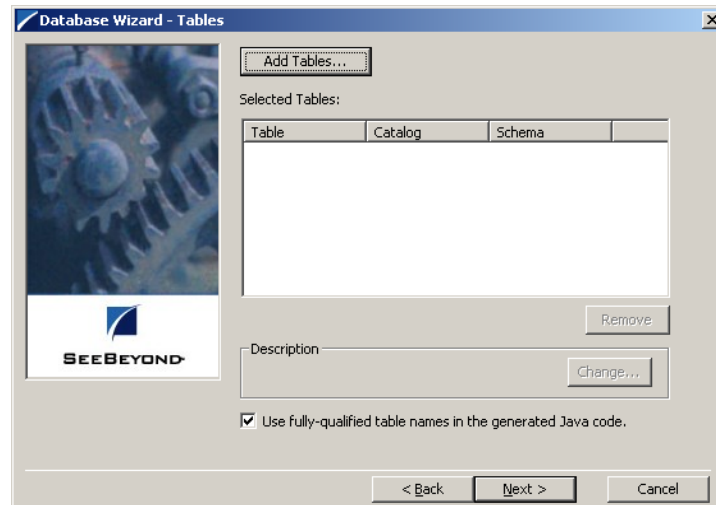 Database Wizard - Tables
Add Tables...
Selected Tables:
Table Catalog Schema
Remove
SEEBEYOND
Description
Change...
Use fully-qualified table names in the generated Java code.
< Back Next > Cancel